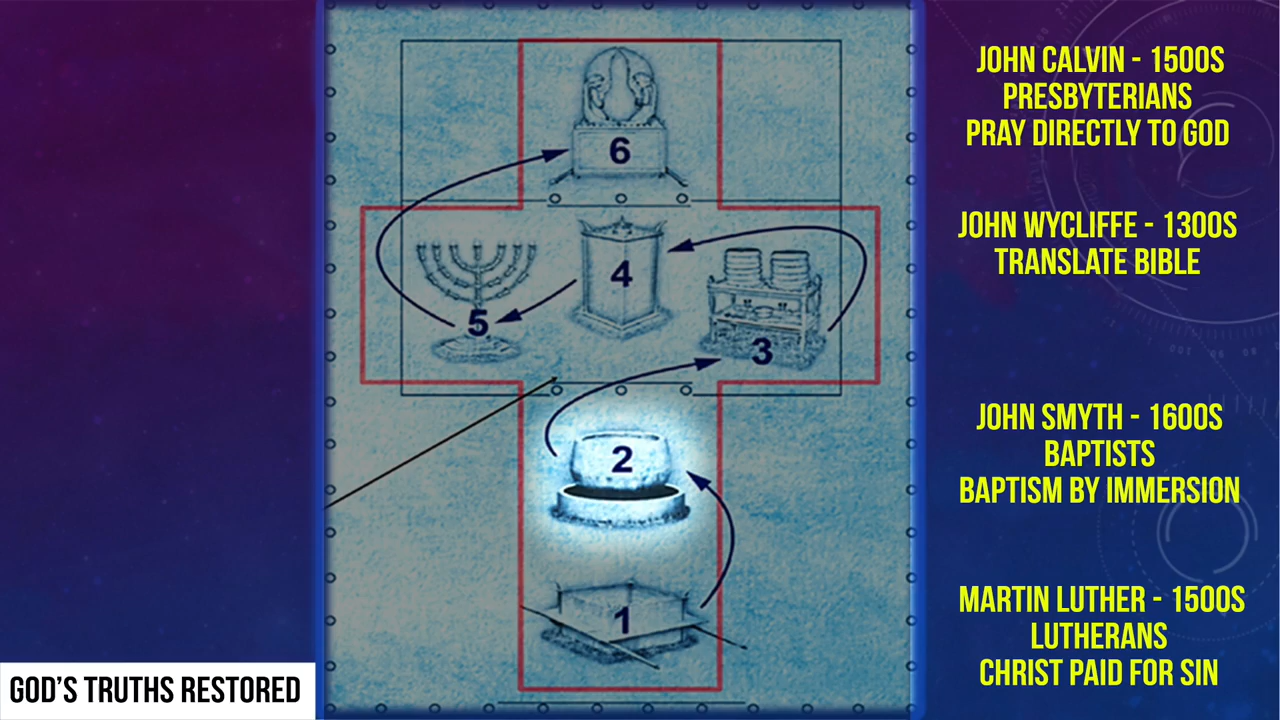 JOHN CALVIN - 1500S
PRESBYTERIANS
PRAY DIRECTLY TO GOD
JOHN WYCLIFFE - 1300S
TRANSLATE BIBLE
JOHN SMYTH - 1600S
BAPTISTS
BAPTISM BY IMMERSION
MARTIN LUTHER - 1500S
LUTHERANS
CHRIST PAID FOR SIN
6
4
5
3
2
1
GOD'S TRUTHS RESTORED